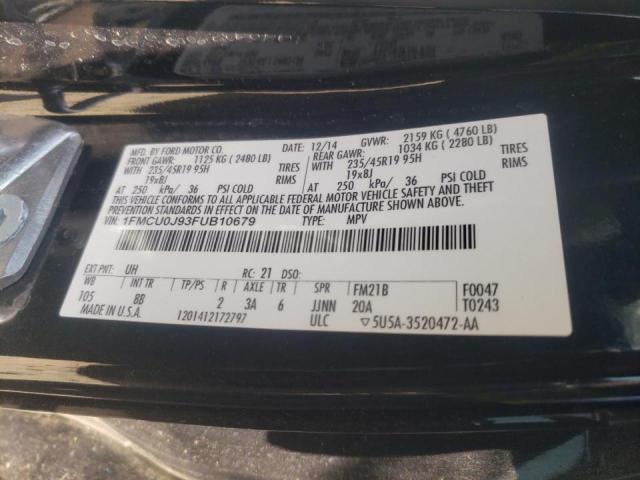 MFD. BY FORD MOTOR CO.
DATE: 12/14 GVWR: 2159 KG ( 4760 LB)
FRONT GAWR: 1125 KG ( 2480 LB) REAR GAWR: 1034 KG ( 2280 LB)
WITH 235/45R19 95H TIRES WITH 235/45R19 95H TIRES
19x8J RIMS 19x8J RIMS
AT 250 kPa/ 36 PSI COLD AT 250 kPa/ 36 PSI COLD
THIS VEHICLE CONFORMS TO ALL APPLICABLE FEDERAL MOTOR VEHICLE SAFETY AND THEFT
PREVENTION STANDARDS IN EFFECT ON THE DATE OF MANUFACTURE SHOWN ABOVE.
VIN: 1FMCU0J93FUB10679 TYPE: MPV
EXT PNT: UH RC: 21 DSO:
WB INT TR TP/PS R AXLE TR SPR FM21B F0047
105 8B 2 3A 6 JJNN 20A T0243
MADE IN U.S.A. 1201412172797 ULC ▽5U5A-3520472-AA